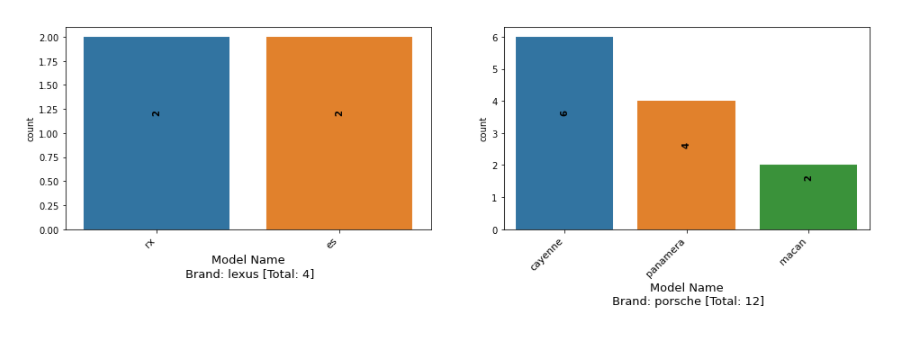 2.00
1.75
1.50
1.25
1.00
0.75
0.50
0.25
0.00
count
2
2
rx
es
Model Name
Brand: lexus [Total: 4]
6
5
4
3
2
1
0
count
6
4
2
cayenne
panamera
macan
Model Name
Brand: porsche [Total: 12]